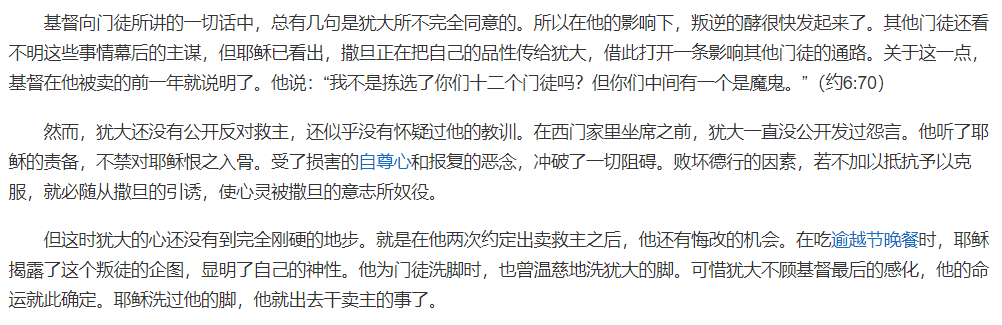 基督向门徒所讲的一切话中，总有几句是犹大所不完全同意的。所以在他的影响下，叛逆的酵很快发起来了。其他门徒还看
不明这些事情幕后的主谋，但耶稣已看出，撒旦正在把自己的品性传给犹大，借此打开一条影响其他门徒的通路。关于这一点，
基督在他被卖的前一年就说明了。他说：“我不是拣选了你们十二个门徒吗？但你们中间有一个是魔鬼。”（约6:70）
然而，犹大还没有公开反对救主，还似乎没有怀疑过他的教训。在西门家里坐席之前，犹大一直没公开发过怨言。他听了耶
稣的责备，不禁对耶稣恨之入骨。受了损害的自尊心和报复的恶念，冲破了一切阻碍。败坏德行的因素，若不加以抵抗予以克
服，就必随从撒旦的引诱，使心灵被撒旦的意志所奴役。
但这时犹大的心还没有到完全刚硬的地步。就是在他两次约定出卖救主之后，他还有悔改的机会。在吃逾越节晚餐时，耶稣
揭露了这个叛徒的企图，显明了自己的神性。他为门徒洗脚时，也曾温慈地洗犹大的脚。可惜犹大不顾基督最后的感化，他的命
运就此确定。耶稣洗过他的脚，他就出去干卖主的事了。